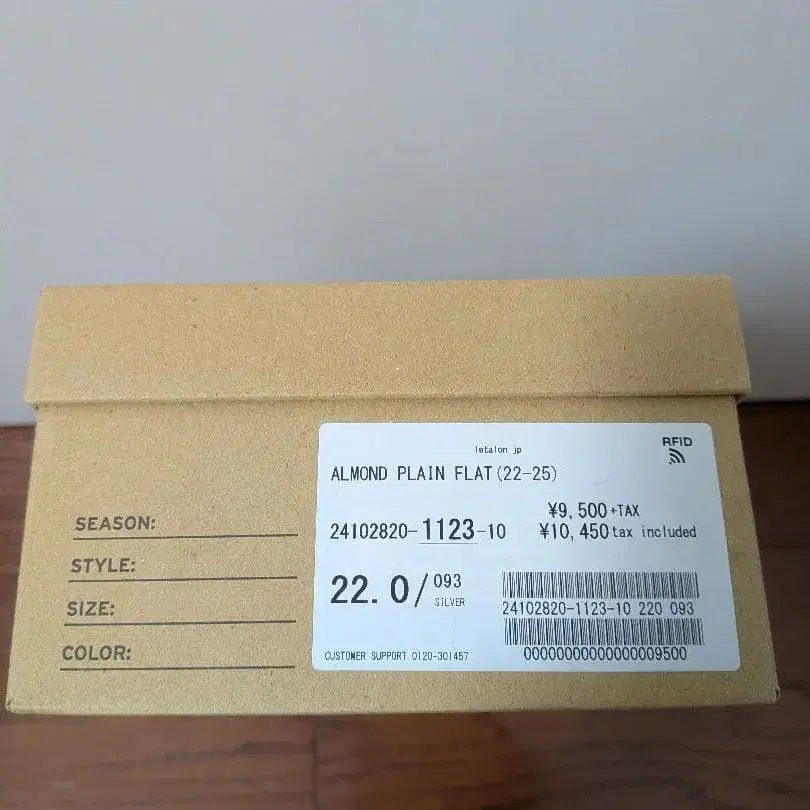 SEASON:
STYLE:
SIZE:
COLOR:
letalon.jp
RFID
ALMOND PLAIN FLAT(22-25)
¥9,500+TAX
24102820-1123-10
¥10,450 tax included
22.0/093
SILVER
24102820-1123-10 220 093
CUSTOMER SUPPORT 0120-301457
00000000000000009500